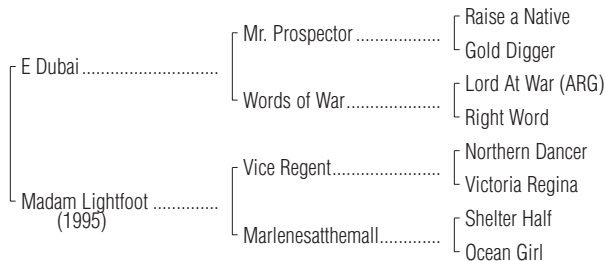 Raise a Native
Mr. Prospector ..................
Gold Digger
E Dubai .............................
Lord At War (ARG)
Words of War....................
Right Word
Northern Dancer
Vice Regent.......................
Victoria Regina
Madam Lightfoot ..............
(1995)
Shelter Half
Marlenesatthemall.............
Ocean Girl